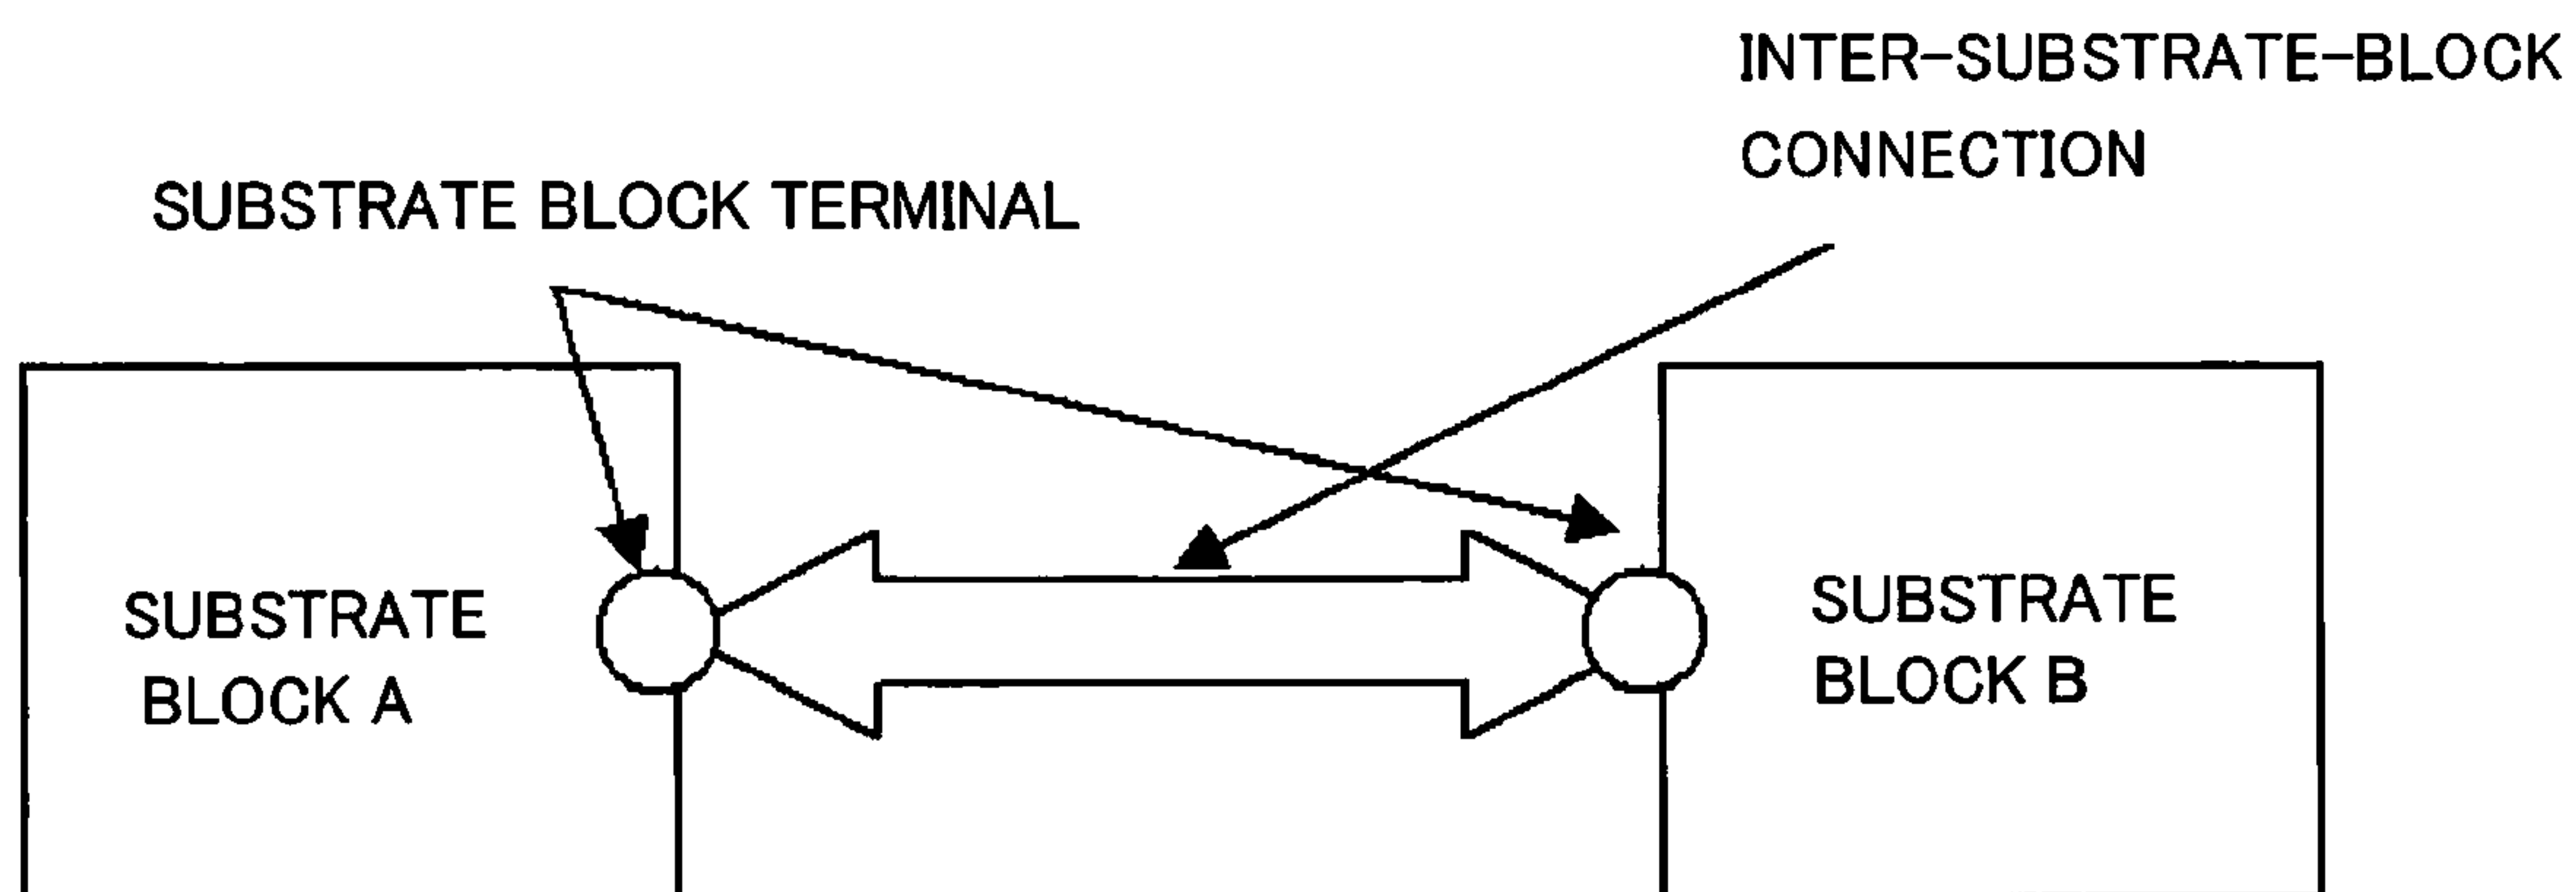 INTER-SUBSTRATE-BLOCK
CONNECTION
SUBSTRATE BLOCK TERMINAL
SUBSTRATE
BLOCK A
SUBSTRATE
BLOCK B